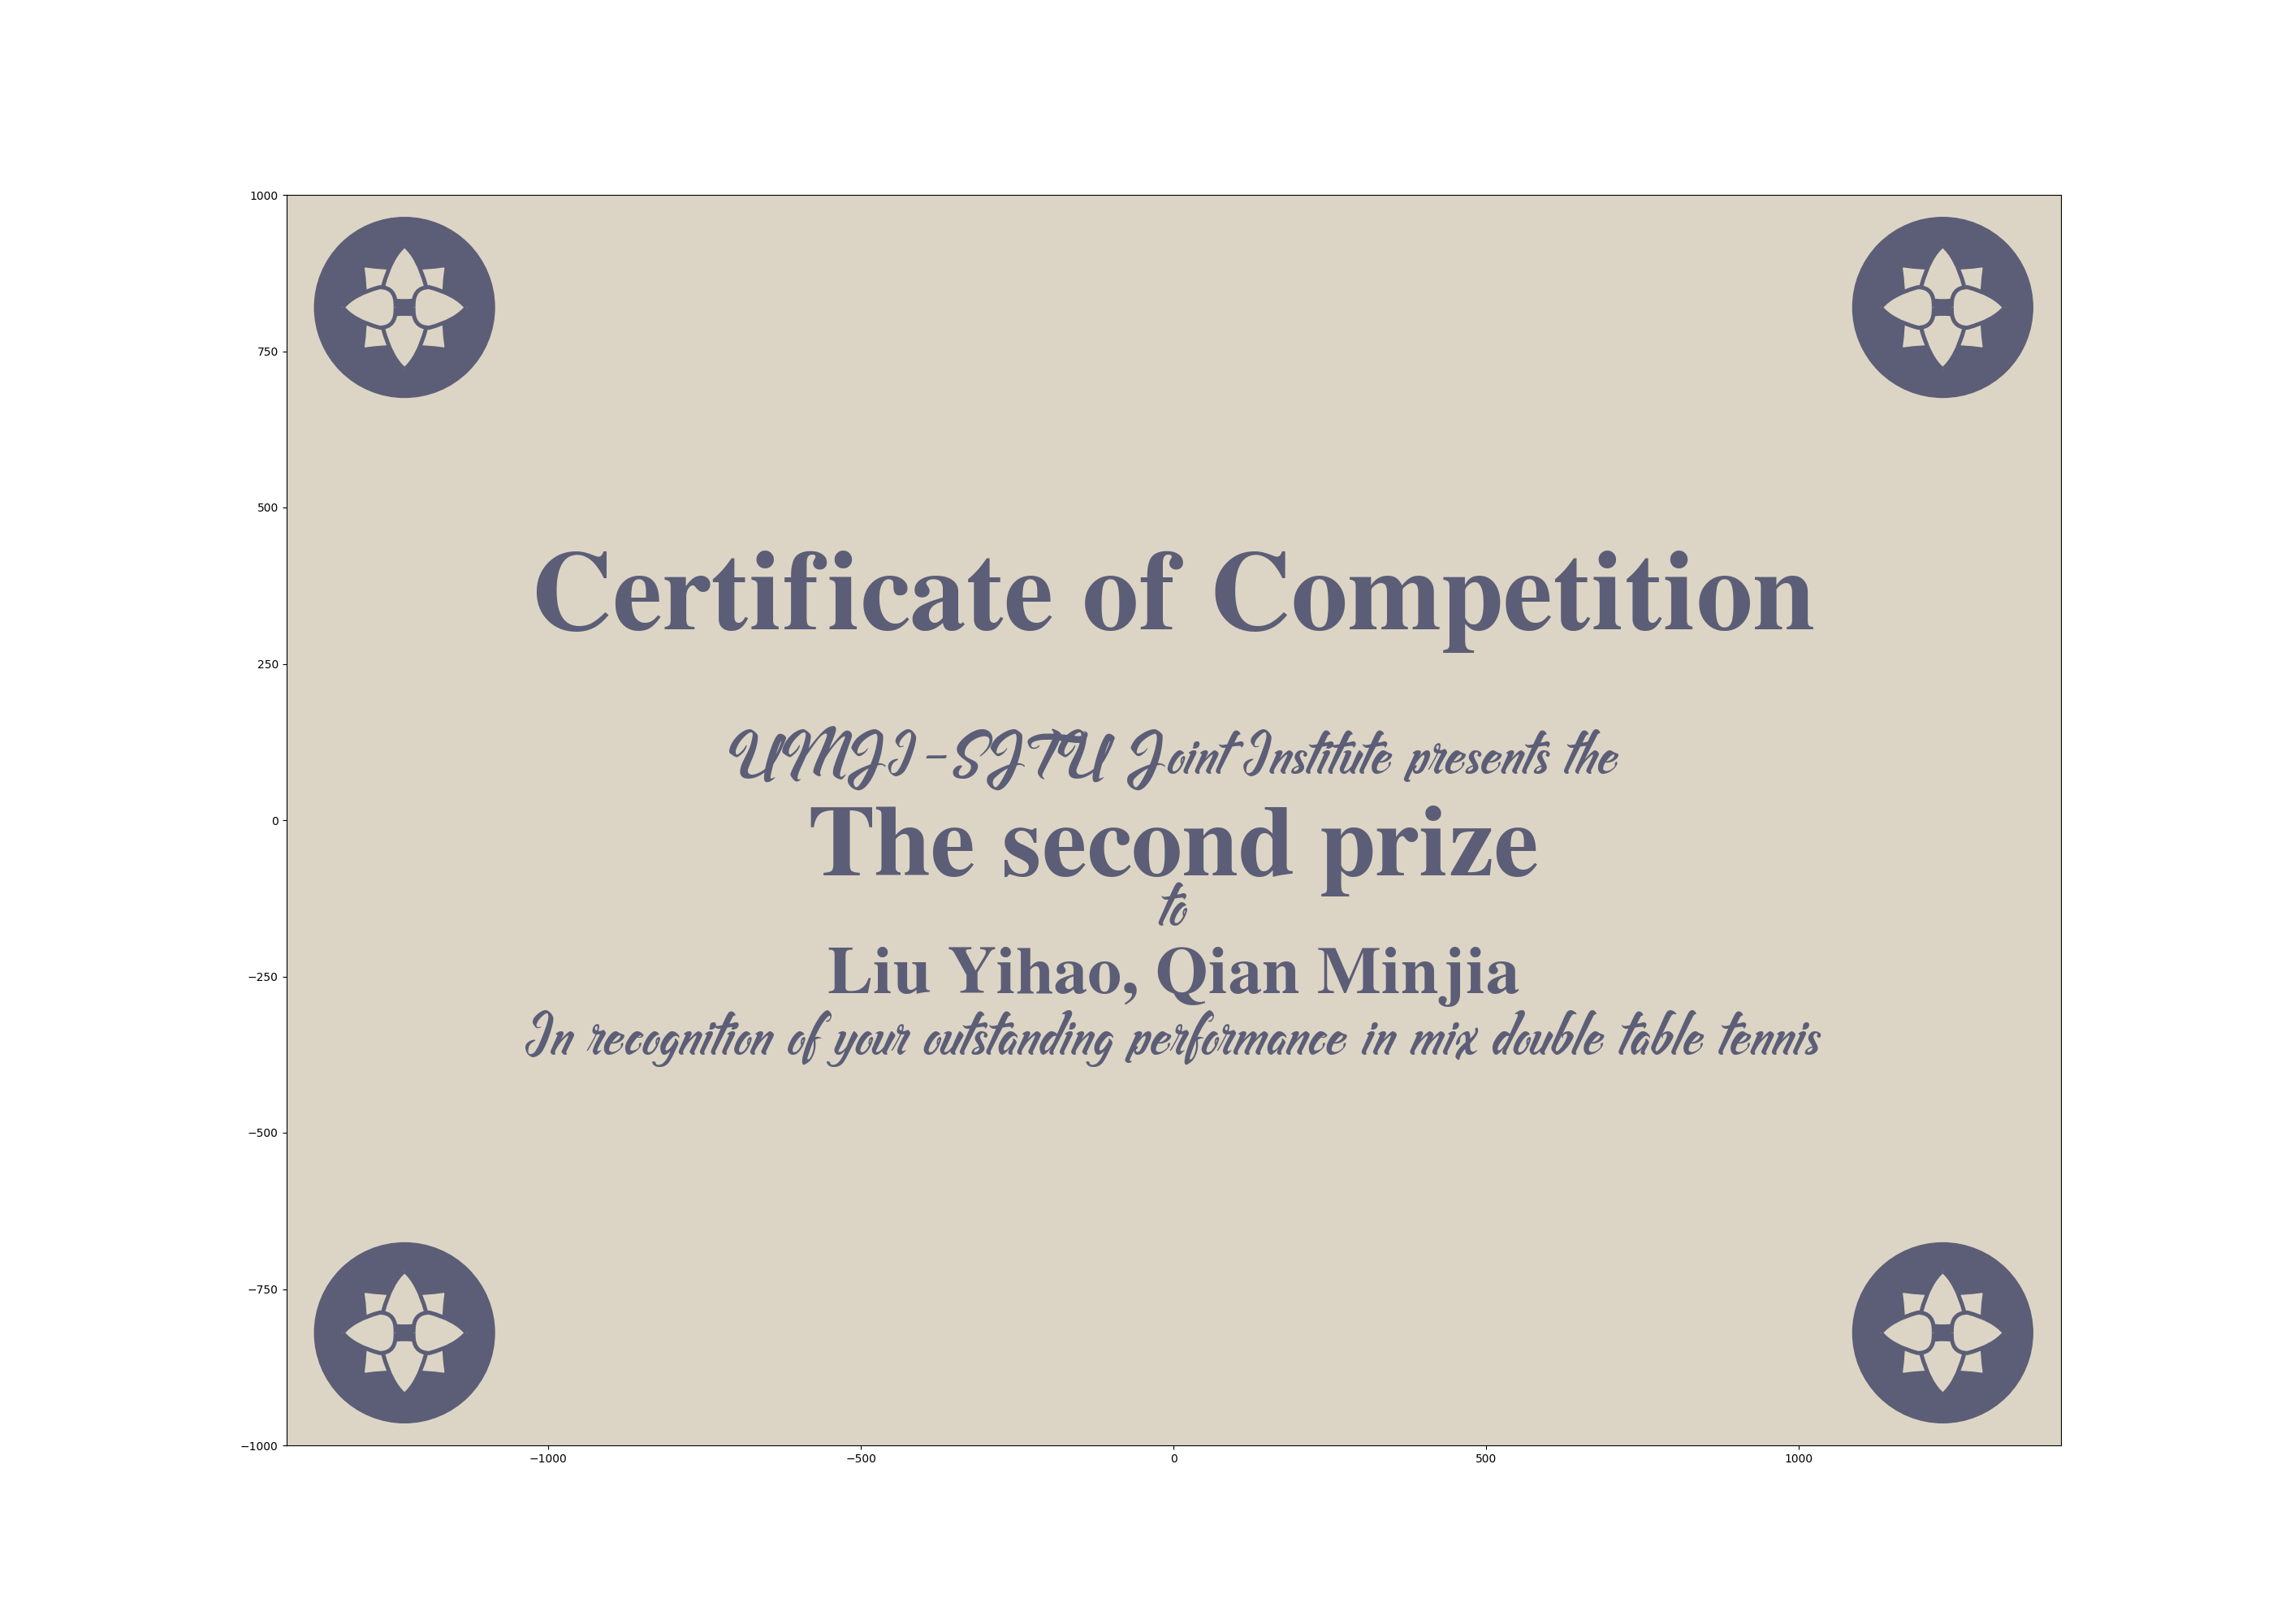 1000
750
500
Certificate of Competition
250
UMJI-SJTU Joint Institute presents the
0
The second prize
to
Liu Yihao, Qian Minjia
−250
In recognition of your outstanding performance in mix double table tennis
−500
−750
−1000
−1000 −500 0 500 1000